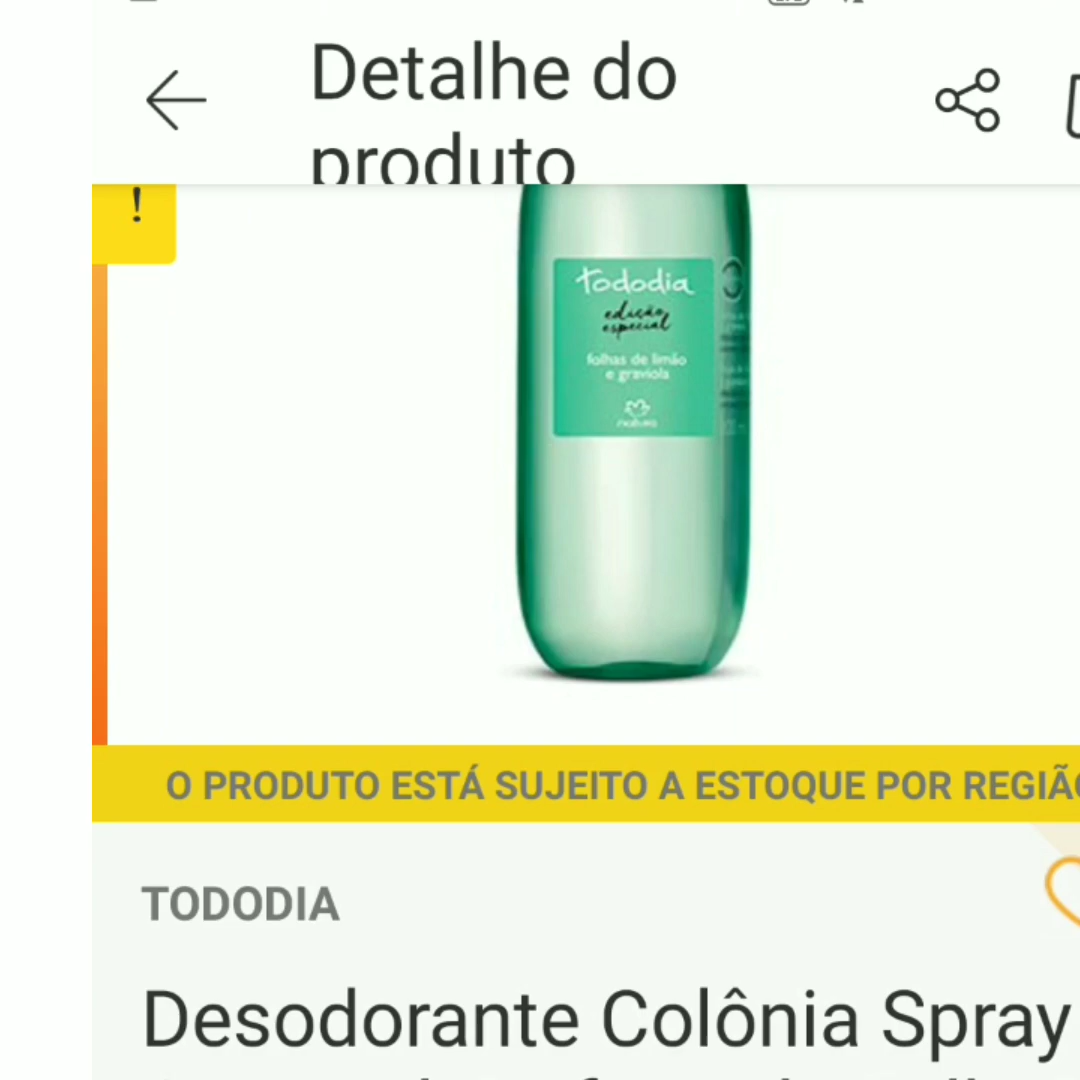 Detalhe do
produto
!
Tododia
edição
especial
folhas de limão
e graviola
natura
O PRODUTO ESTÁ SUJEITO A ESTOQUE POR REGIÃO
TODODIA
Desodorante Colônia Spray